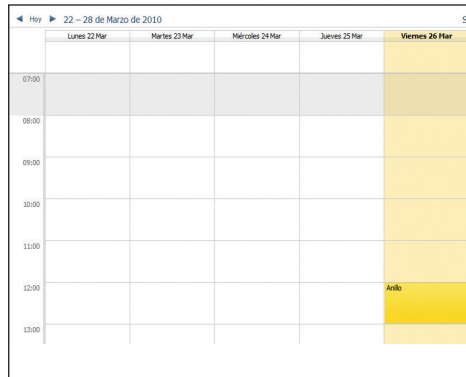 Hoy 22 – 28 de Marzo de 2010 S
Lunes 22 Mar Martes 23 Mar Miércoles 24 Mar Jueves 25 Mar Viernes 26 Mar
07:00
08:00
09:00
10:00
11:00
12:00 Anillo
13:00